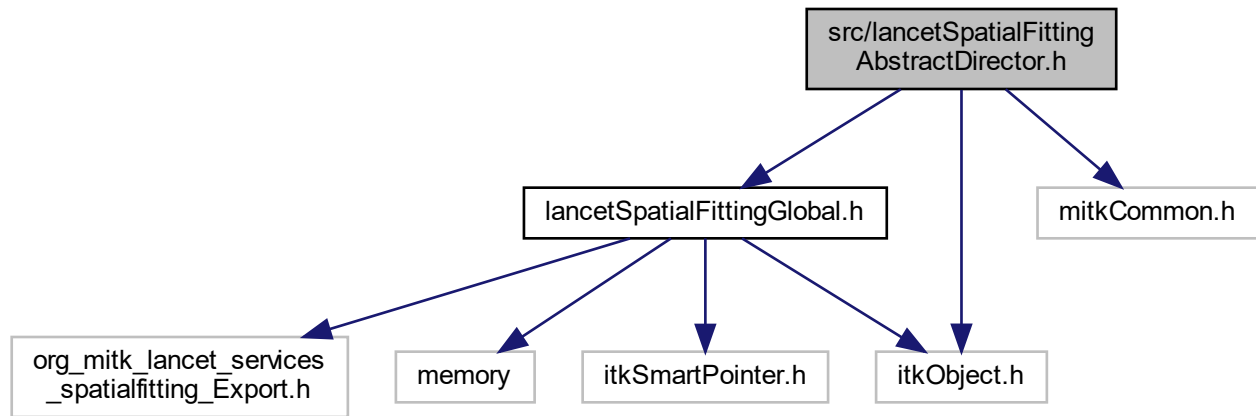 src/lancetSpatialFitting
AbstractDirector.h
lancetSpatialFittingGlobal.h
mitkCommon.h
org_mitk_lancet_services
_spatialfitting_Export.h
memory
itkSmartPointer.h
itkObject.h